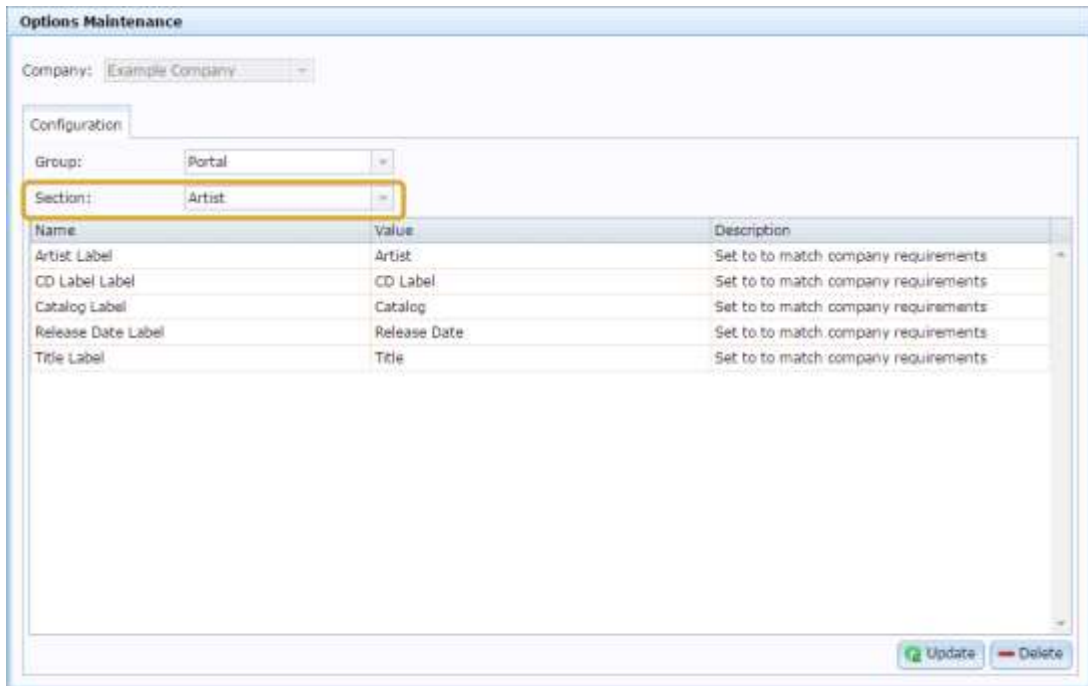 Options Maintenance
Company: Example Company
Configuration
Group: Portal
Section: Artist
Name Value Description
Artist Label Artist Set to to match company requirements
CD Label Label CD Label Set to to match company requirements
Catalog Label Catalog Set to to match company requirements
Release Date Label Release Date Set to to match company requirements
Title Label Title Set to to match company requirements
Update Delete